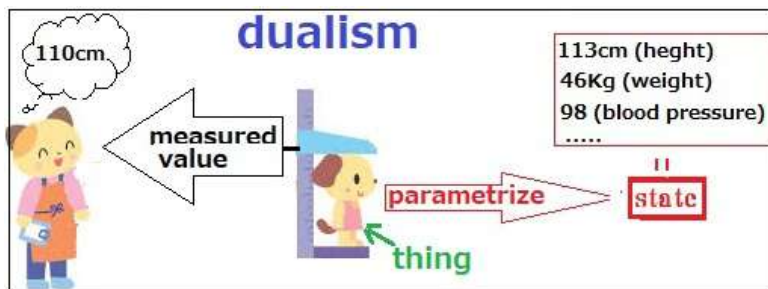 dualism
110cm
measured
value
parametrize
thing
113cm (heght)
46Kg (weight)
98 (blood pressure)
.....
=
state